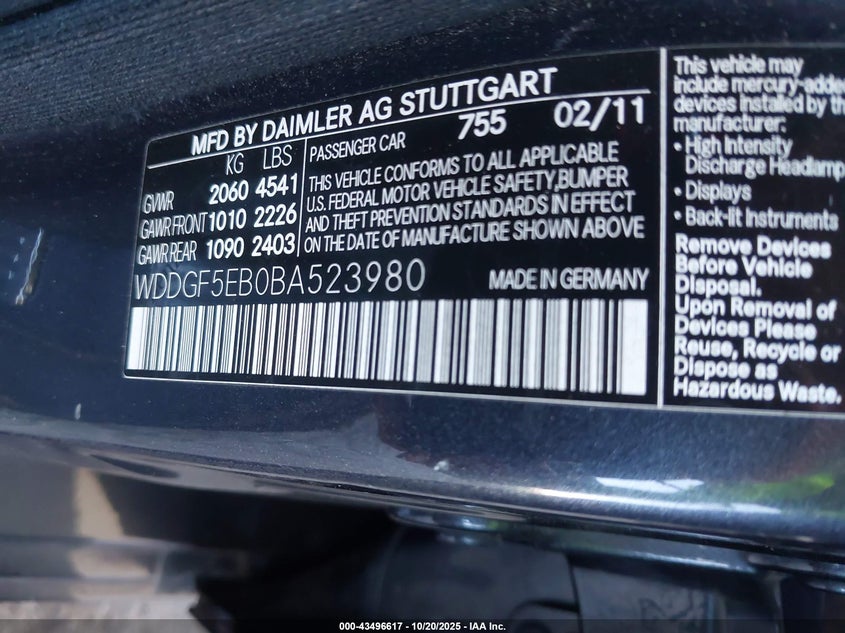 MFD BY DAIMLER AG STUTTGART
KG LBS
PASSENGER CAR 755 02/11
GVWR 2060 4541
GAWR FRONT 1010 2226
GAWR REAR 1090 2403
THIS VEHICLE CONFORMS TO ALL APPLICABLE
U.S. FEDERAL MOTOR VEHICLE SAFETY,BUMPER
AND THEFT PREVENTION STANDARDS IN EFFECT
ON THE DATE OF MANUFACTURE SHOWN ABOVE
WDDGF5EB0BA523980 MADE IN GERMANY
This vehicle may
include mercury-added
devices installed by the
manufacturer:
• High Intensity
Discharge Headlamp
• Displays
• Back-lit Instruments
Remove Devices
Before Vehicle
Disposal.
Upon Removal of
Devices Please
Reuse, Recycle or
Dispose as
Hazardous Waste.
000-43496617 - 10/20/2025 - IAA Inc.